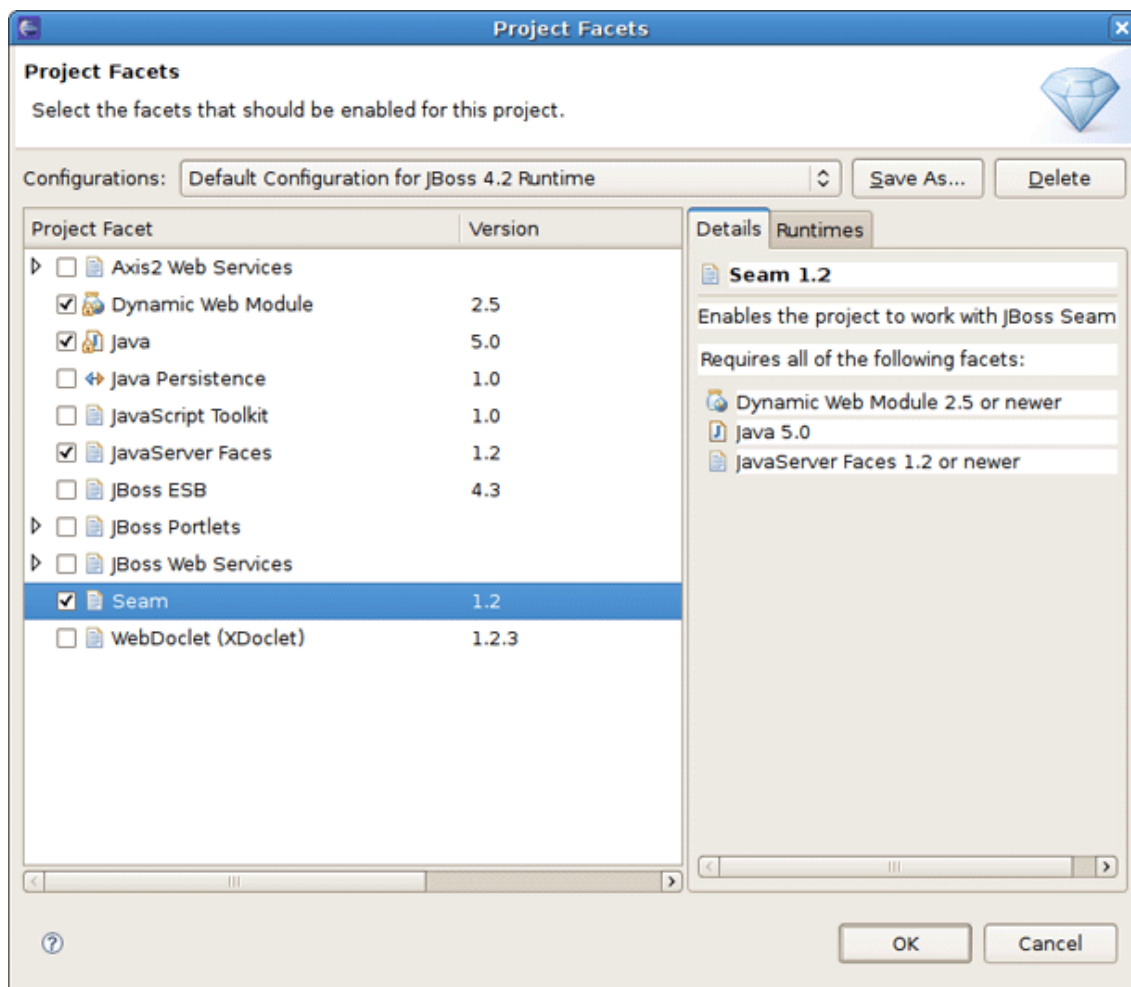 Project Facets
Project Facets
Select the facets that should be enabled for this project.
Configurations: Default Configuration for JBoss 4.2 Runtime Save As... Delete
Project Facet Version
Axis2 Web Services
Dynamic Web Module 2.5
Java 5.0
Java Persistence 1.0
JavaScript Toolkit 1.0
JavaServer Faces 1.2
JBoss ESB 4.3
JBoss Portlets
JBoss Web Services
Seam 1.2
WebDoclet (XDoclet) 1.2.3
Details Runtimes
Seam 1.2
Enables the project to work with JBoss Seam
Requires all of the following facets:
Dynamic Web Module 2.5 or newer
Java 5.0
JavaServer Faces 1.2 or newer
OK Cancel